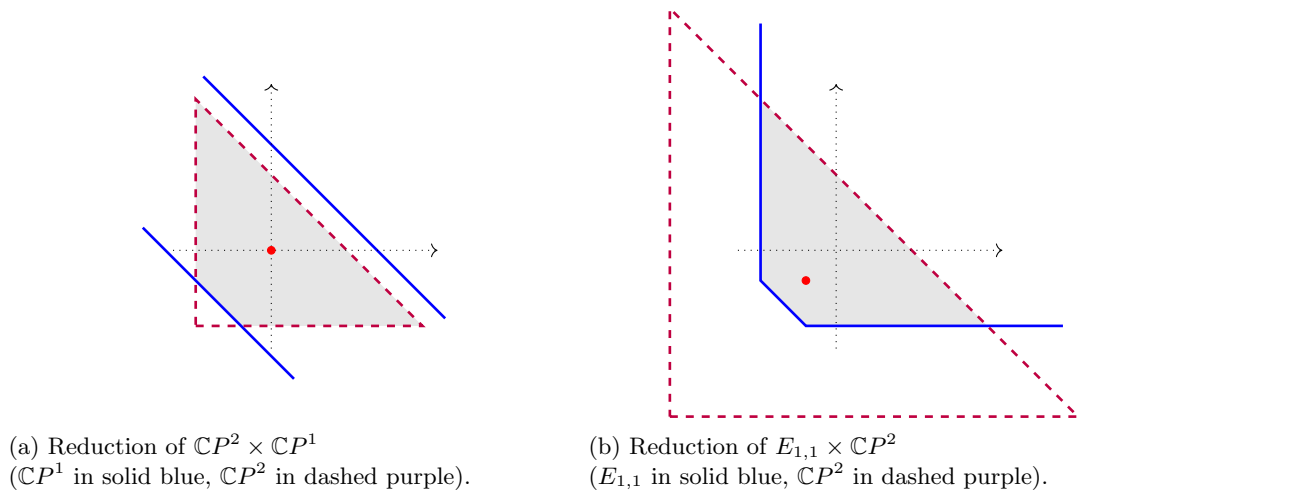 (a) Reduction of ℂP² × ℂP¹
(ℂP¹ in solid blue, ℂP² in dashed purple).
(b) Reduction of E₁,₁ × ℂP²
(E₁,₁ in solid blue, ℂP² in dashed purple).